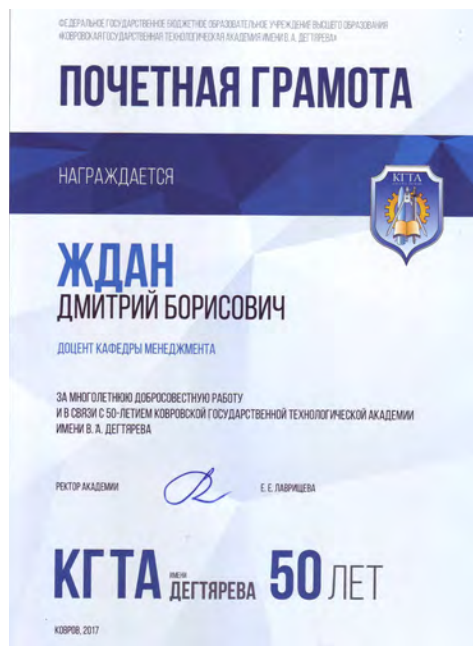 ФЕДЕРАЛЬНОЕ ГОСУДАРСТВЕННОЕ БЮДЖЕТНОЕ ОБРАЗОВАТЕЛЬНОЕ УЧРЕЖДЕНИЕ ВЫСШЕГО ОБРАЗОВАНИЯ
«КОВРОВСКАЯ ГОСУДАРСТВЕННАЯ ТЕХНОЛОГИЧЕСКАЯ АКАДЕМИЯ ИМЕНИ В. А. ДЕГТЯРЕВА»
ПОЧЕТНАЯ ГРАМОТА
НАГРАЖДАЕТСЯ
КГТА
ЖДАН
ДМИТРИЙ БОРИСОВИЧ
ДОЦЕНТ КАФЕДРЫ МЕНЕДЖМЕНТА
ЗА МНОГОЛЕТНЮЮ ДОБРОСОВЕСТНУЮ РАБОТУ
И В СВЯЗИ С 50-ЛЕТИЕМ КОВРОВСКОЙ ГОСУДАРСТВЕННОЙ ТЕХНОЛОГИЧЕСКОЙ АКАДЕМИИ
ИМЕНИ В. А. ДЕГТЯРЕВА
РЕКТОР АКАДЕМИИ Е. Е. ЛАВРИЩЕВА
КГТА ИМЕНИ ДЕГТЯРЕВА 50 ЛЕТ
КОВРОВ, 2017